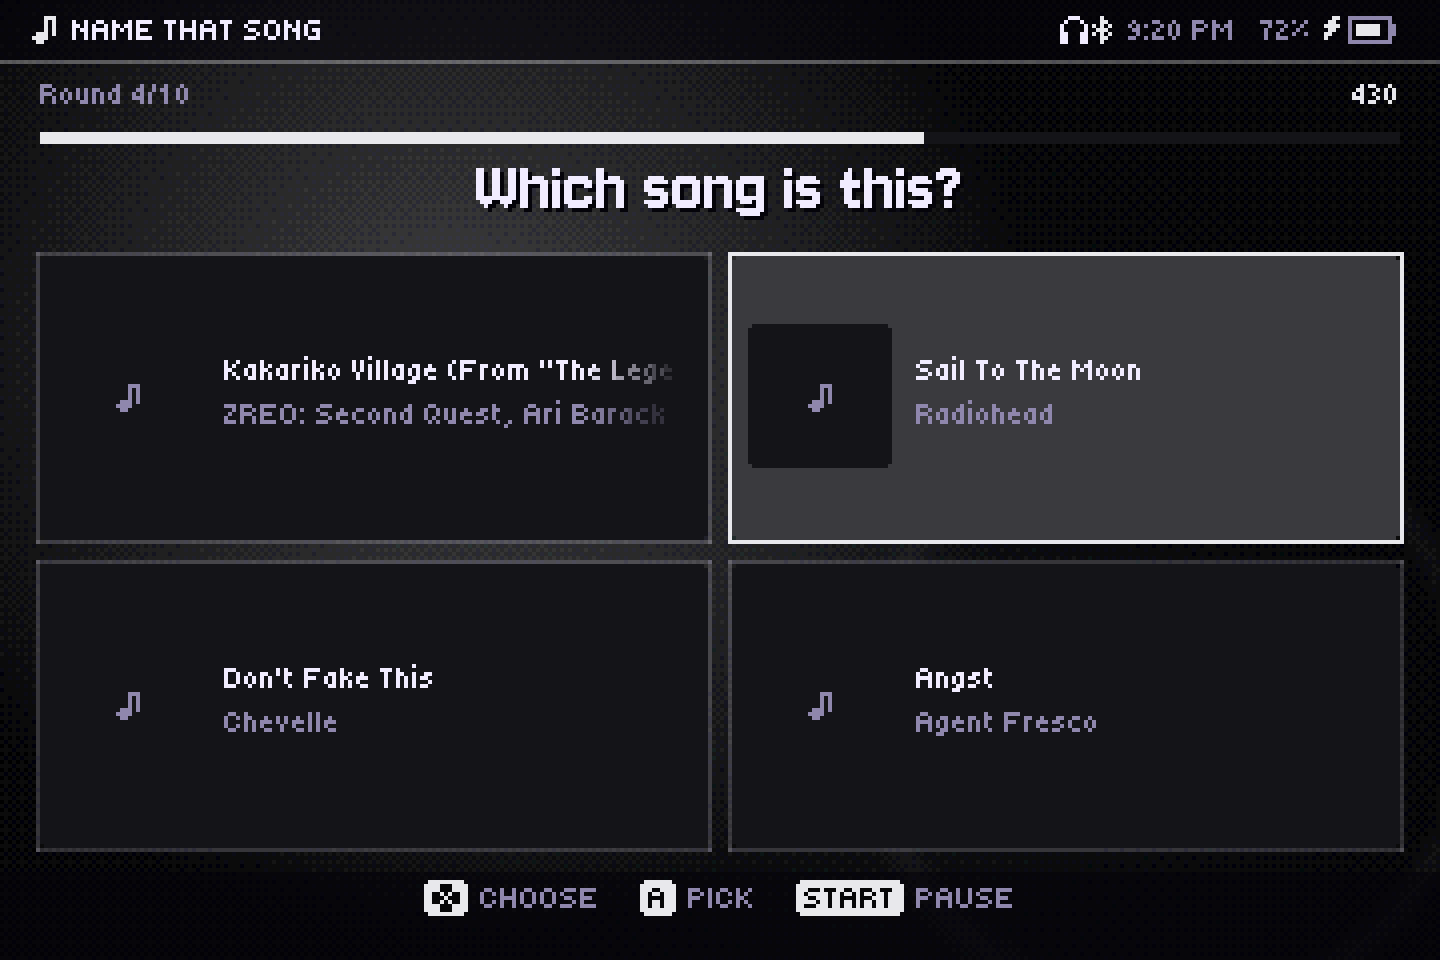 NAME THAT SONG
9:20 PM 72%
Round 4/10
430
Which song is this?
Kakariko Village (From "The Lege
ZREO: Second Quest, Ari Barack
Sail To The Moon
Radiohead
Don't Fake This
Chevelle
Angst
Agent Fresco
CHOOSE A PICK START PAUSE